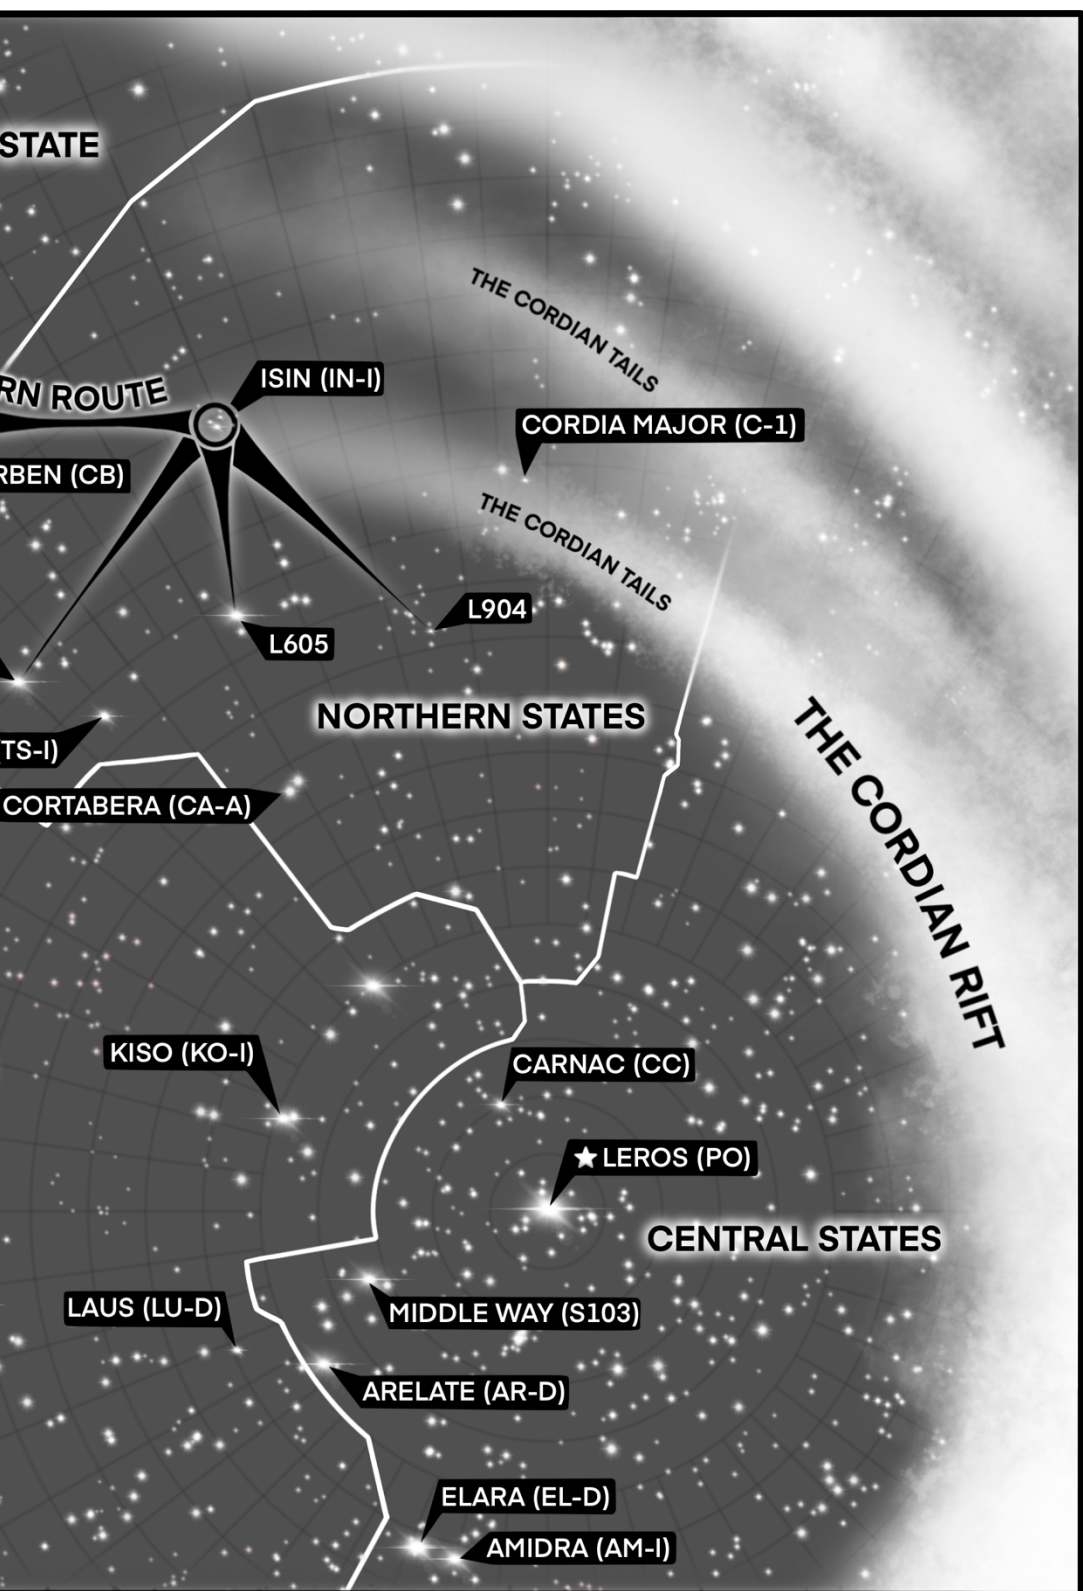 STATE
THE CORDIAN TAILS
ISIN (IN-I)
RN ROUTE
CORDIA MAJOR (C-1)
RBEN (CB)
THE CORDIAN TAILS
L904
L605
NORTHERN STATES
(TS-I)
THE CORDIAN RIFT
CORTABERA (CA-A)
KISO (KO-I)
CARNAC (CC)
★ LEROS (PO)
CENTRAL STATES
LAUS (LU-D)
MIDDLE WAY (S103)
ARELATE (AR-D)
ELARA (EL-D)
AMIDRA (AM-I)